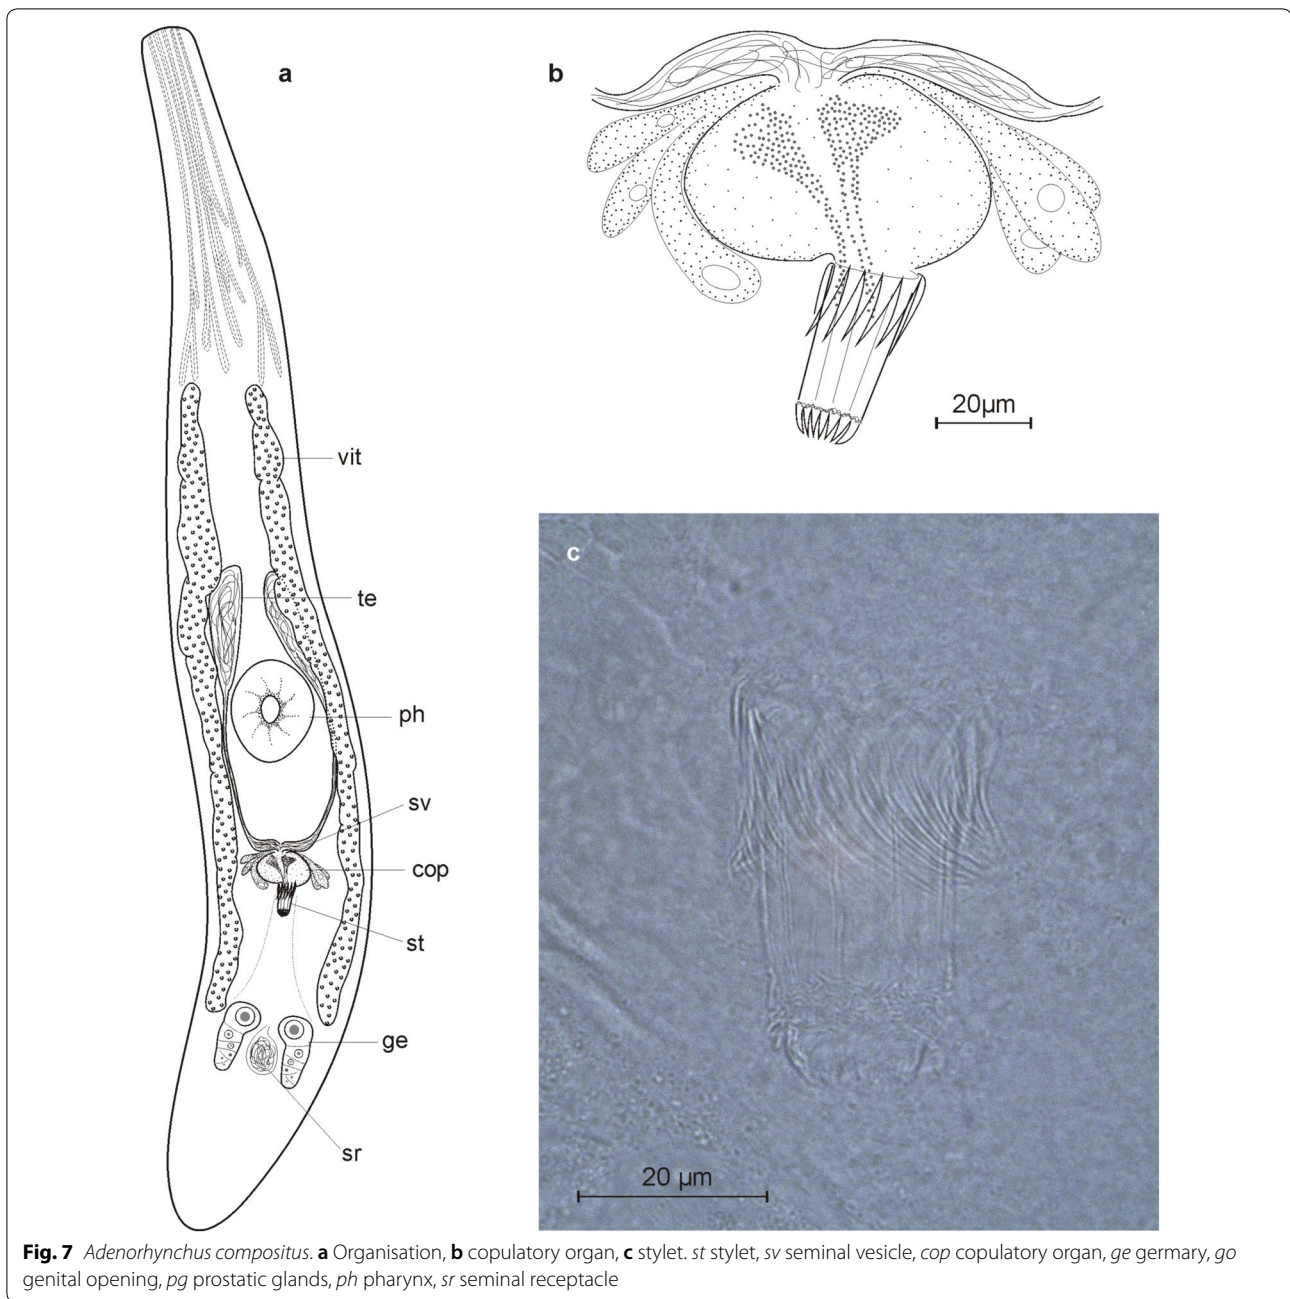 a
b
20µm
vit
te
ph
sv
cop
st
ge
sr
c
20 µm
Fig. 7 Adenorhynchus compositus. a Organisation, b copulatory organ, c stylet. st stylet, sv seminal vesicle, cop copulatory organ, ge germary, go
genital opening, pg prostatic glands, ph pharynx, sr seminal receptacle